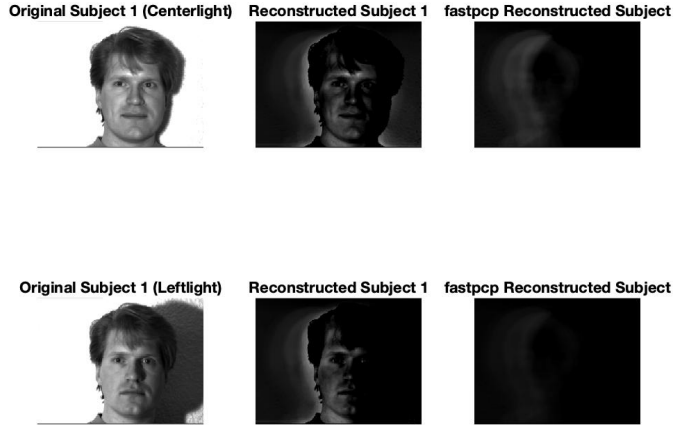 Original Subject 1 (Centerlight)
Reconstructed Subject 1
fastpcp Reconstructed Subject
Original Subject 1 (Leftlight)
Reconstructed Subject 1
fastpcp Reconstructed Subject